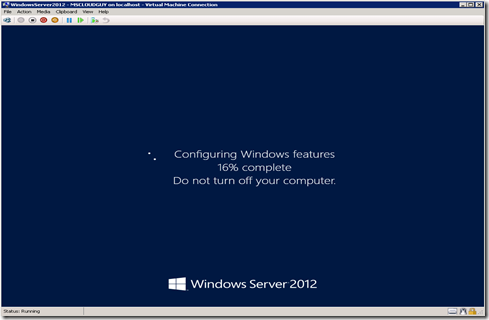 WindowsServer2012 - MSCLOUDGUY on localhost - Virtual Machine Connection
File Action Media Clipboard View Help
Configuring Windows features
16% complete
Do not turn off your computer.
Windows Server 2012
Status: Running